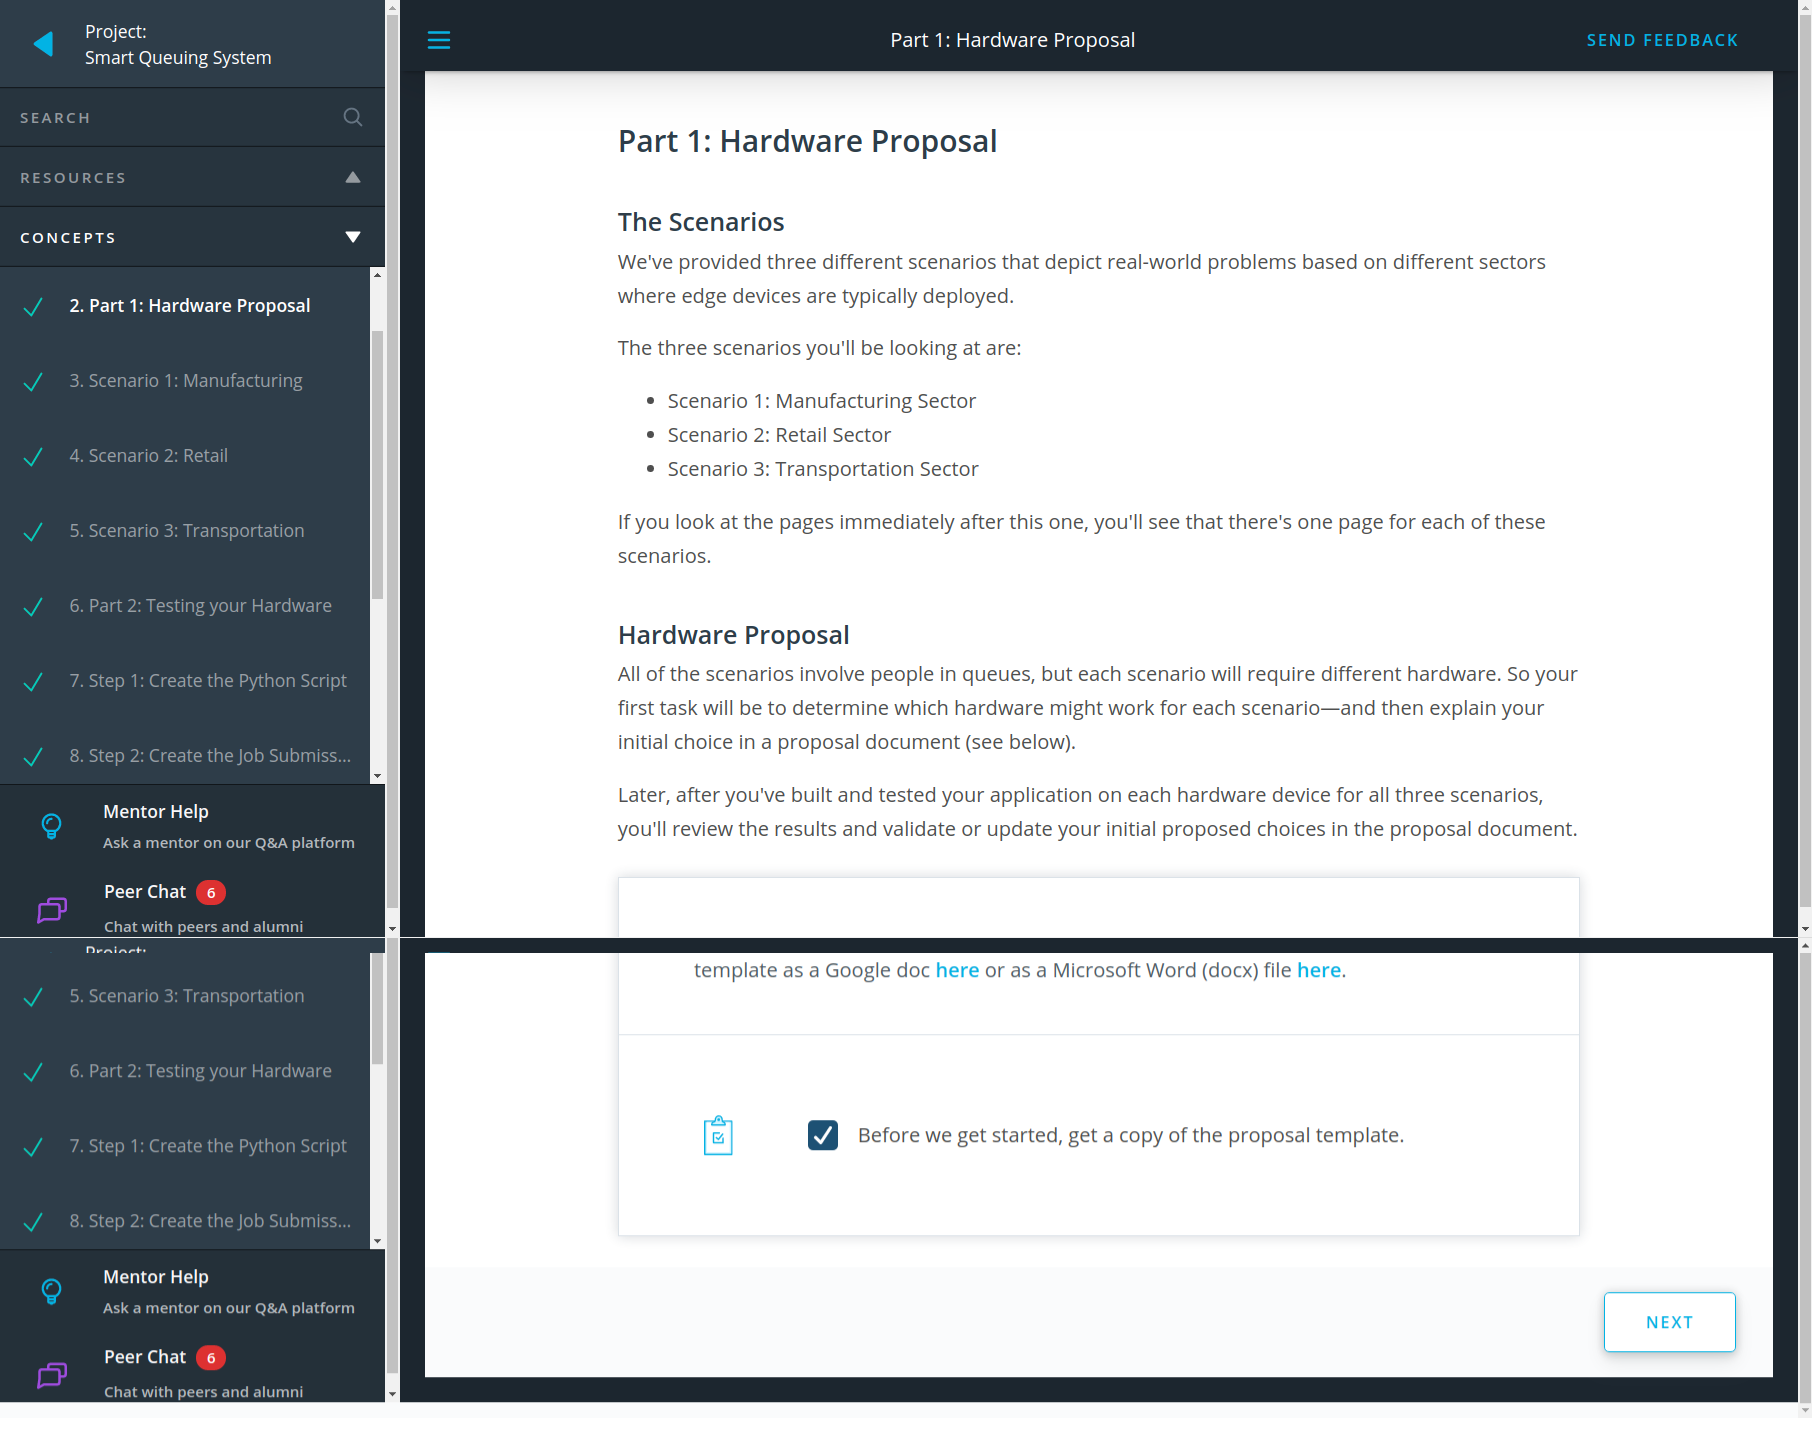 Project:
Smart Queuing System
SEARCH
RESOURCES
CONCEPTS
2. Part 1: Hardware Proposal
3. Scenario 1: Manufacturing
4. Scenario 2: Retail
5. Scenario 3: Transportation
6. Part 2: Testing your Hardware
7. Step 1: Create the Python Script
8. Step 2: Create the Job Submiss...
Mentor Help
Ask a mentor on our Q&A platform
Peer Chat 6
Chat with peers and alumni
Part 1: Hardware Proposal
SEND FEEDBACK
Part 1: Hardware Proposal
The Scenarios
We've provided three different scenarios that depict real-world problems based on different sectors
where edge devices are typically deployed.
The three scenarios you'll be looking at are:
• Scenario 1: Manufacturing Sector
• Scenario 2: Retail Sector
• Scenario 3: Transportation Sector
If you look at the pages immediately after this one, you'll see that there's one page for each of these
scenarios.
Hardware Proposal
All of the scenarios involve people in queues, but each scenario will require different hardware. So your
first task will be to determine which hardware might work for each scenario—and then explain your
initial choice in a proposal document (see below).
Later, after you've built and tested your application on each hardware device for all three scenarios,
you'll review the results and validate or update your initial proposed choices in the proposal document.
Project:
5. Scenario 3: Transportation
6. Part 2: Testing your Hardware
7. Step 1: Create the Python Script
8. Step 2: Create the Job Submiss...
Mentor Help
Ask a mentor on our Q&A platform
Peer Chat 6
Chat with peers and alumni
template as a Google doc here or as a Microsoft Word (docx) file here.
Before we get started, get a copy of the proposal template.
NEXT